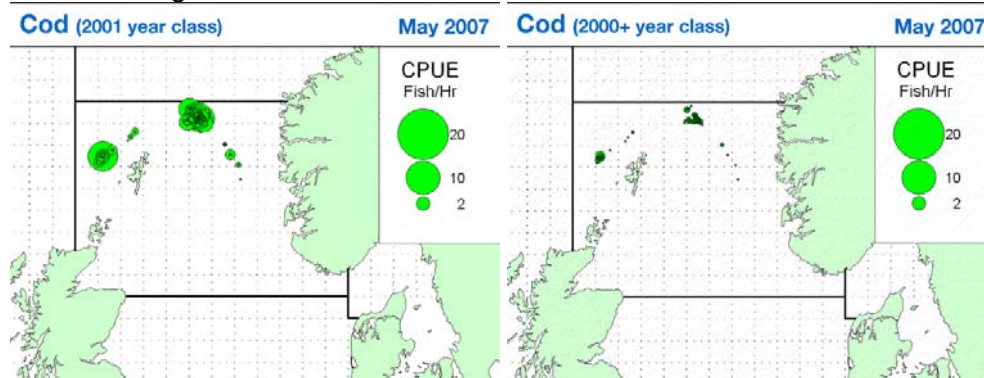 Cod (2001 year class) May 2007
CPUE
Fish/Hr
20
10
2
Cod (2000+ year class) May 2007
CPUE
Fish/Hr
20
10
2